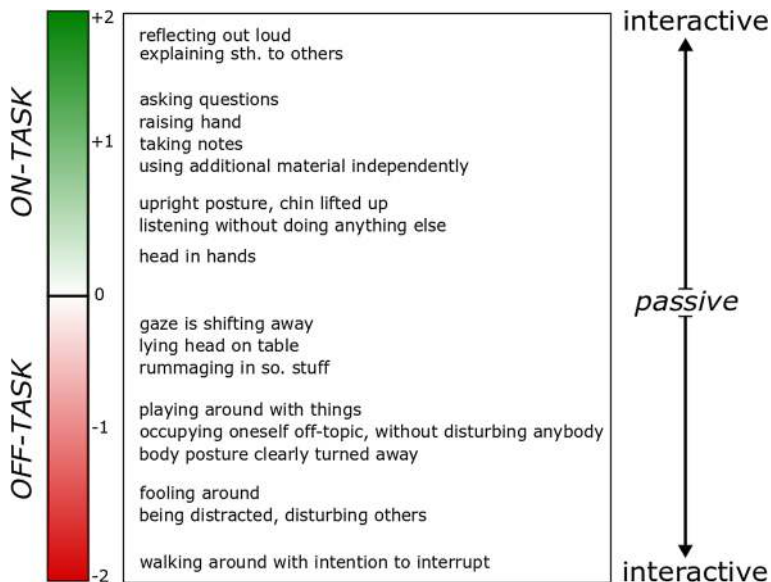 +2
reflecting out loud
explaining sth. to others
interactive
ON-TASK
asking questions
+1
raising hand
taking notes
using additional material independently
upright posture, chin lifted up
listening without doing anything else
head in hands
0
passive
gaze is shifting away
lying head on table
rummaging in so. stuff
OFF-TASK
playing around with things
-1
occupying oneself off-topic, without disturbing anybody
body posture clearly turned away
fooling around
being distracted, disturbing others
walking around with intention to interrupt
-2
interactive